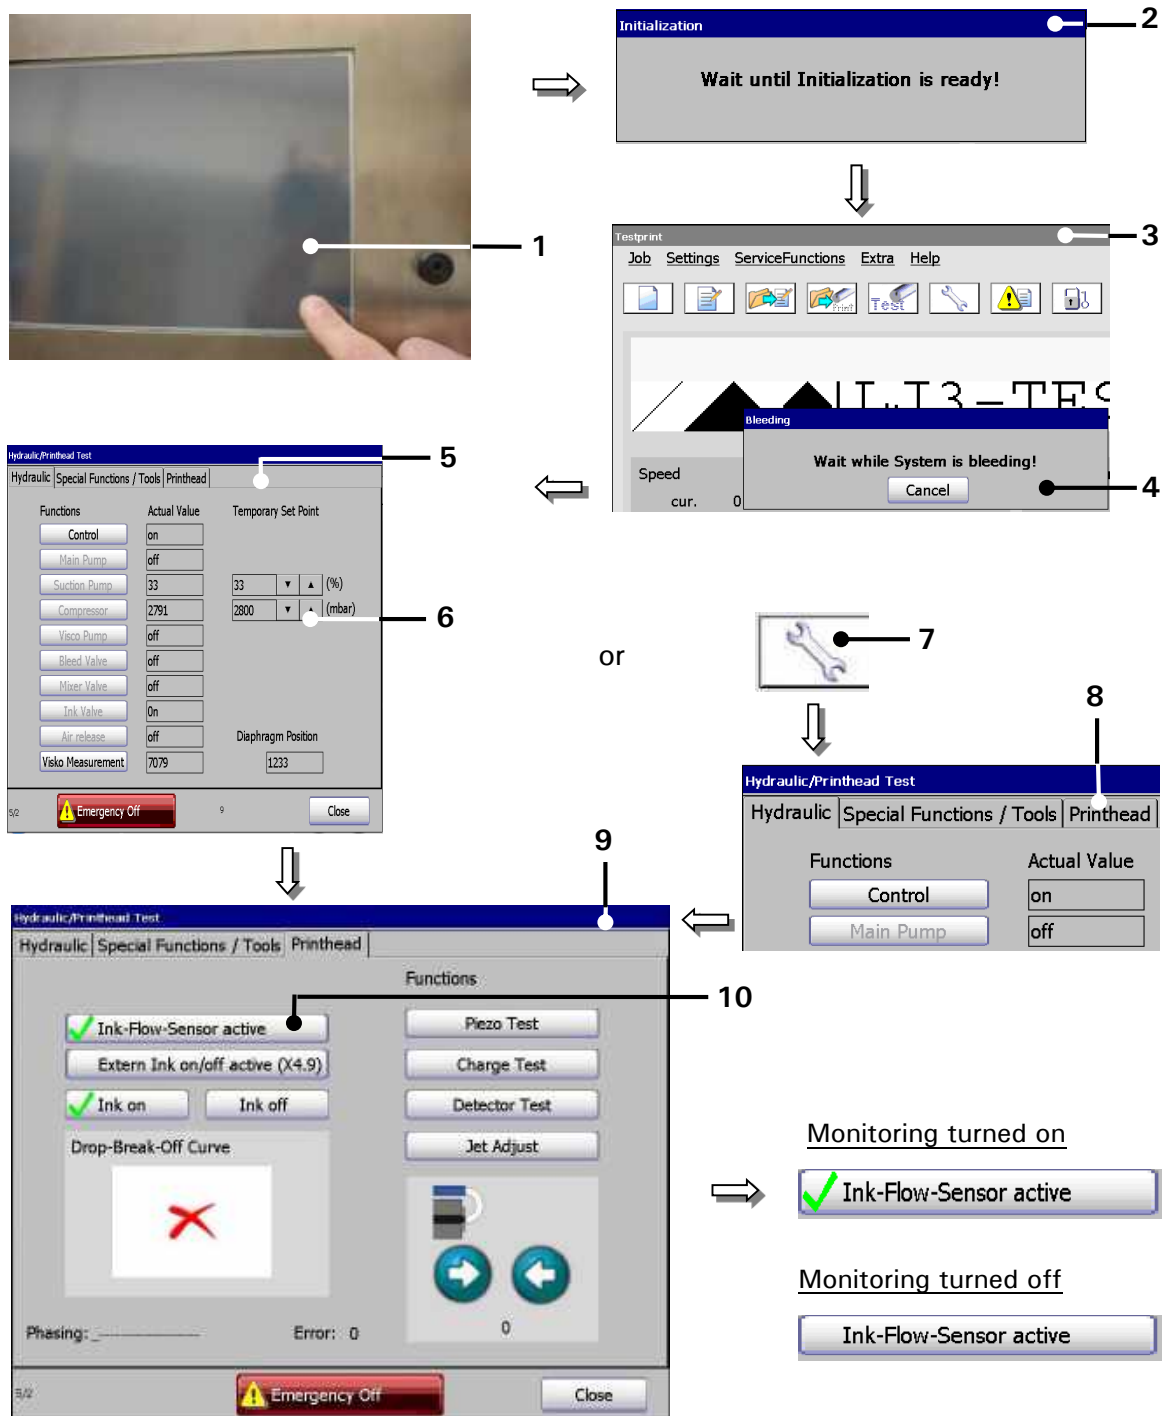 Initialization
2
Wait until Initialization is ready!
1
Testprint
3
Job Settings ServiceFunctions Extra Help
Print
Test
Bleeding
Wait while System is bleeding!
Cancel
4
Speed
cur. 0
Hydraulic/Printhead Test
5
Hydraulic Special Functions / Tools Printhead
Functions Actual Value Temporary Set Point
Control on
Main Pump off
Suction Pump 33 33 (%)
Compressor 2791 2800 (mbar)
6
Visco Pump off
Bleed Valve off
Mixer Valve off
Ink Valve On
Air release off Diaphragm Position
Visko Measurement 7079 1233
5/2 Emergency Off 9 Close
or
7
8
Hydraulic/Printhead Test
Hydraulic Special Functions / Tools Printhead
Functions Actual Value
Control on
Main Pump off
9
Hydraulic/Printhead Test
Hydraulic Special Functions / Tools Printhead
Functions
10
Ink-Flow-Sensor active Piezo Test
Extern Ink on/off active (X4.9) Charge Test
Ink on Ink off Detector Test
Drop-Break-Off Curve Jet Adjust
Phasing: Error: 0 0
5/2 Emergency Off Close
Monitoring turned on
Ink-Flow-Sensor active
Monitoring turned off
Ink-Flow-Sensor active